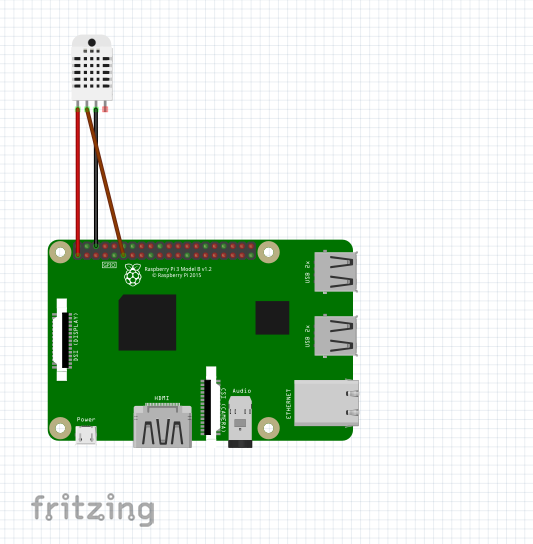 GPIO
Raspberry Pi 3 Model B v1.2
© Raspberry Pi 2015
USB 2x
DSI (DISPLAY)
USB 2x
HDMI
CSI (CAMERA)
Audio
ETHERNET
Power
fritzing